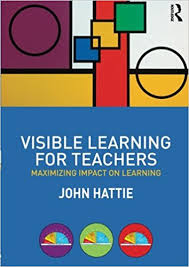 VISIBLE LEARNING
FOR TEACHERS
MAXIMIZING IMPACT ON LEARNING
JOHN HATTIE